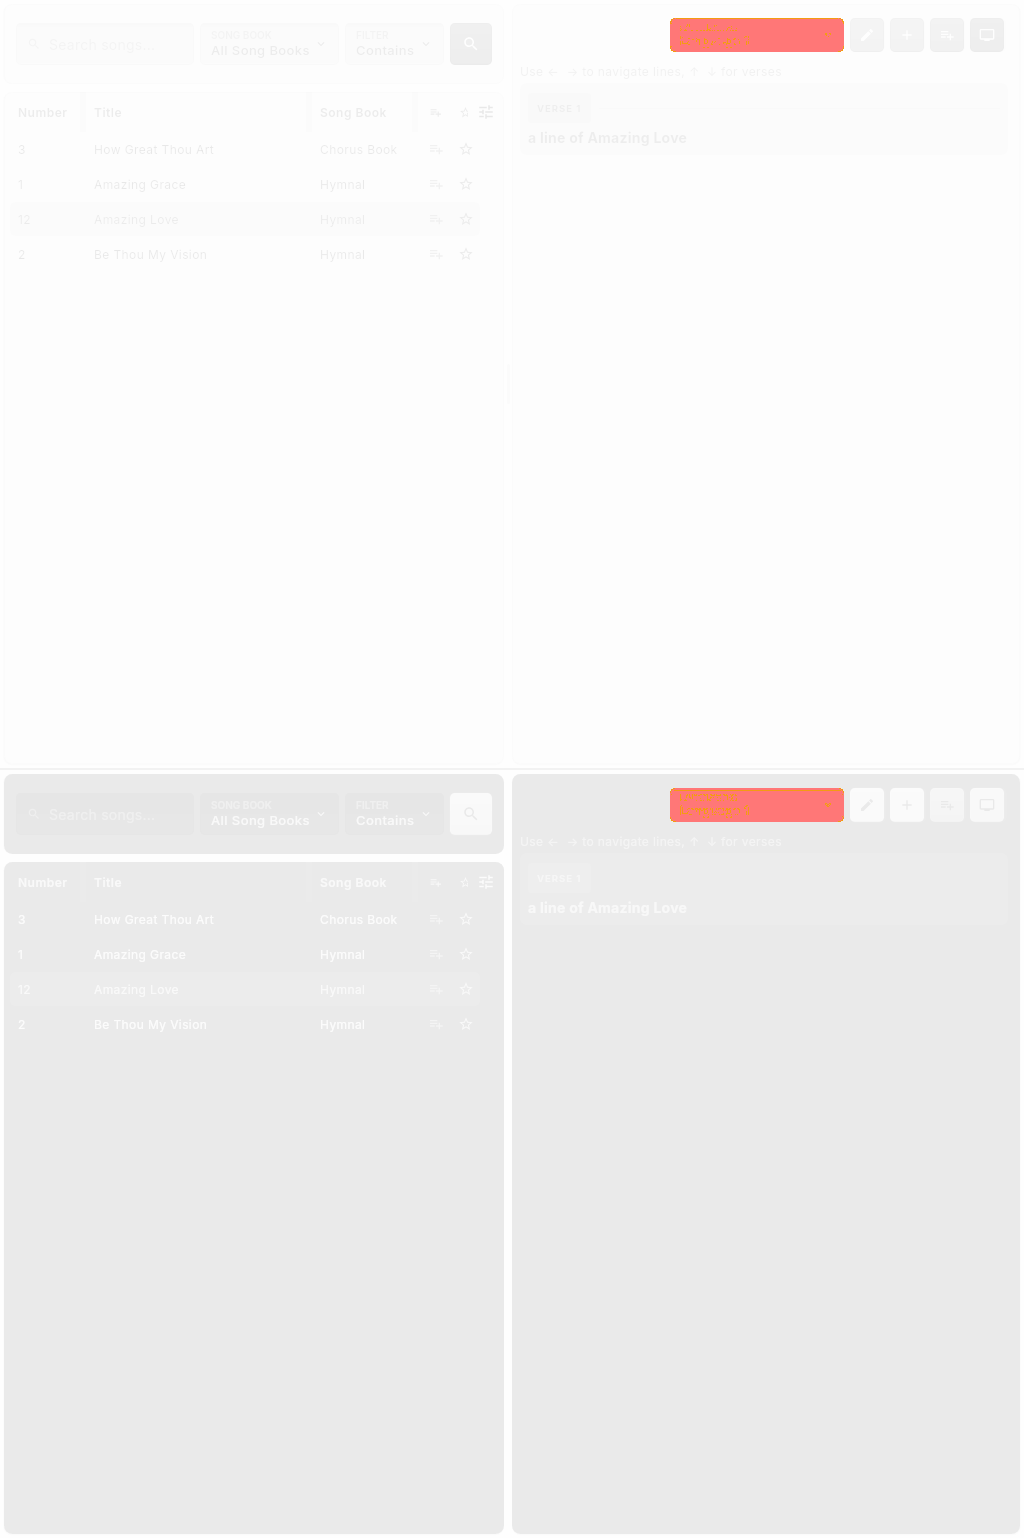 Search songs...
SONG BOOK
All Song Books
FILTER
Contains
Use ← → to navigate lines, ↑ ↓ for verses
Number Title Song Book
3 How Great Thou Art Chorus Book
1 Amazing Grace Hymnal
12 Amazing Love Hymnal
2 Be Thou My Vision Hymnal
VERSE 1
a line of Amazing Love
Search songs...
SONG BOOK
All Song Books
FILTER
Contains
Use ← → to navigate lines, ↑ ↓ for verses
Number Title Song Book
3 How Great Thou Art Chorus Book
1 Amazing Grace Hymnal
12 Amazing Love Hymnal
2 Be Thou My Vision Hymnal
VERSE 1
a line of Amazing Love